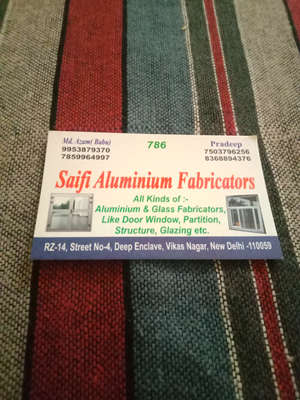 Md. Azam( Babu)
9953879370
7859964997
786
Pradeep
7503796256
8368894376
Saifi Aluminium Fabricators
All Kinds of :-
Aluminium & Glass Fabricators,
Like Door Window, Partition,
Structure, Glazing etc.
RZ-14, Street No-4, Deep Enclave, Vikas Nagar, New Delhi -110059